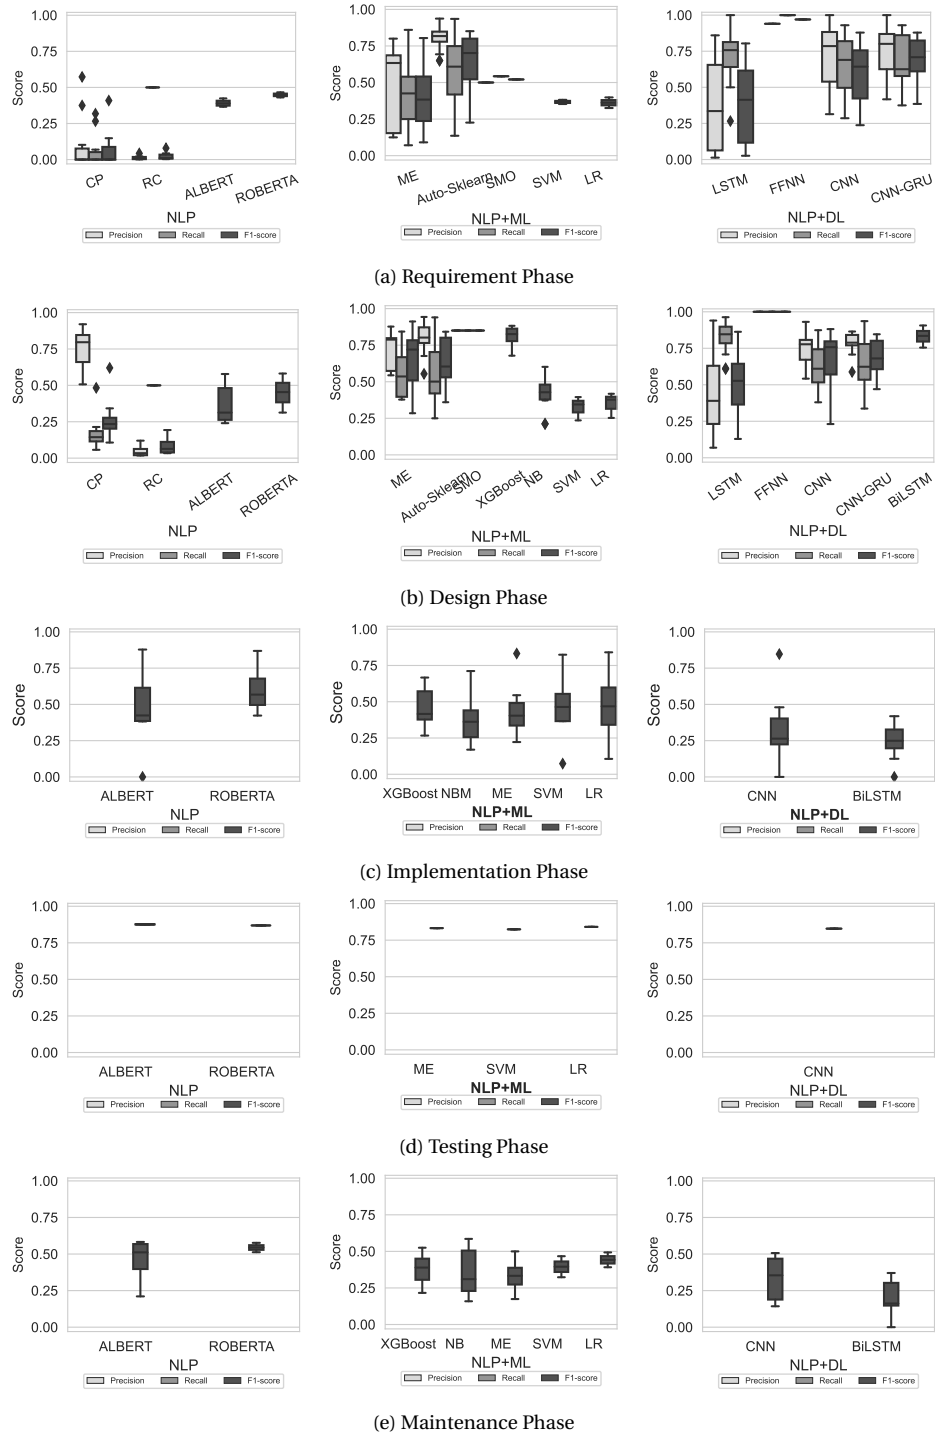 1.00
0.75
0.50
0.25
0.00
Score
CP
RC
ALBERT
ROBERTA
NLP
Precision Recall F1-score
1.00
0.75
0.50
0.25
0.00
Score
ME
Auto-Sklearn
SMO
SVM
LR
NLP+ML
Precision Recall F1-score
1.00
0.75
0.50
0.25
0.00
Score
LSTM
FFNN
CNN
CNN-GRU
NLP+DL
Precision Recall F1-score
(a) Requirement Phase
1.00
0.75
0.50
0.25
0.00
Score
CP
RC
ALBERT
ROBERTA
NLP
Precision Recall F1-score
1.00
0.75
0.50
0.25
0.00
Score
ME
Auto-Sklearn
SMO
XGBoost
NB
SVM
LR
NLP+ML
Precision Recall F1-score
1.00
0.75
0.50
0.25
0.00
Score
LSTM
FFNN
CNN
CNN-GRU
BiLSTM
NLP+DL
Precision Recall F1-score
(b) Design Phase
1.00
0.75
0.50
0.25
0.00
Score
ALBERT ROBERTA
NLP
Precision Recall F1-score
1.00
0.75
0.50
0.25
0.00
Score
XGBoost NBM ME SVM LR
NLP+ML
Precision Recall F1-score
1.00
0.75
0.50
0.25
0.00
Score
CNN BiLSTM
NLP+DL
Precision Recall F1-score
(c) Implementation Phase
1.00
0.75
0.50
0.25
0.00
Score
ALBERT ROBERTA
NLP
Precision Recall F1-score
1.00
0.75
0.50
0.25
0.00
Score
ME SVM LR
NLP+ML
Precision Recall F1-score
1.00
0.75
0.50
0.25
0.00
Score
CNN
NLP+DL
Precision Recall F1-score
(d) Testing Phase
1.00
0.75
0.50
0.25
0.00
Score
ALBERT ROBERTA
NLP
Precision Recall F1-score
1.00
0.75
0.50
0.25
0.00
Score
XGBoost NB ME SVM LR
NLP+ML
Precision Recall F1-score
1.00
0.75
0.50
0.25
0.00
Score
CNN BiLSTM
NLP+DL
Precision Recall F1-score
(e) Maintenance Phase